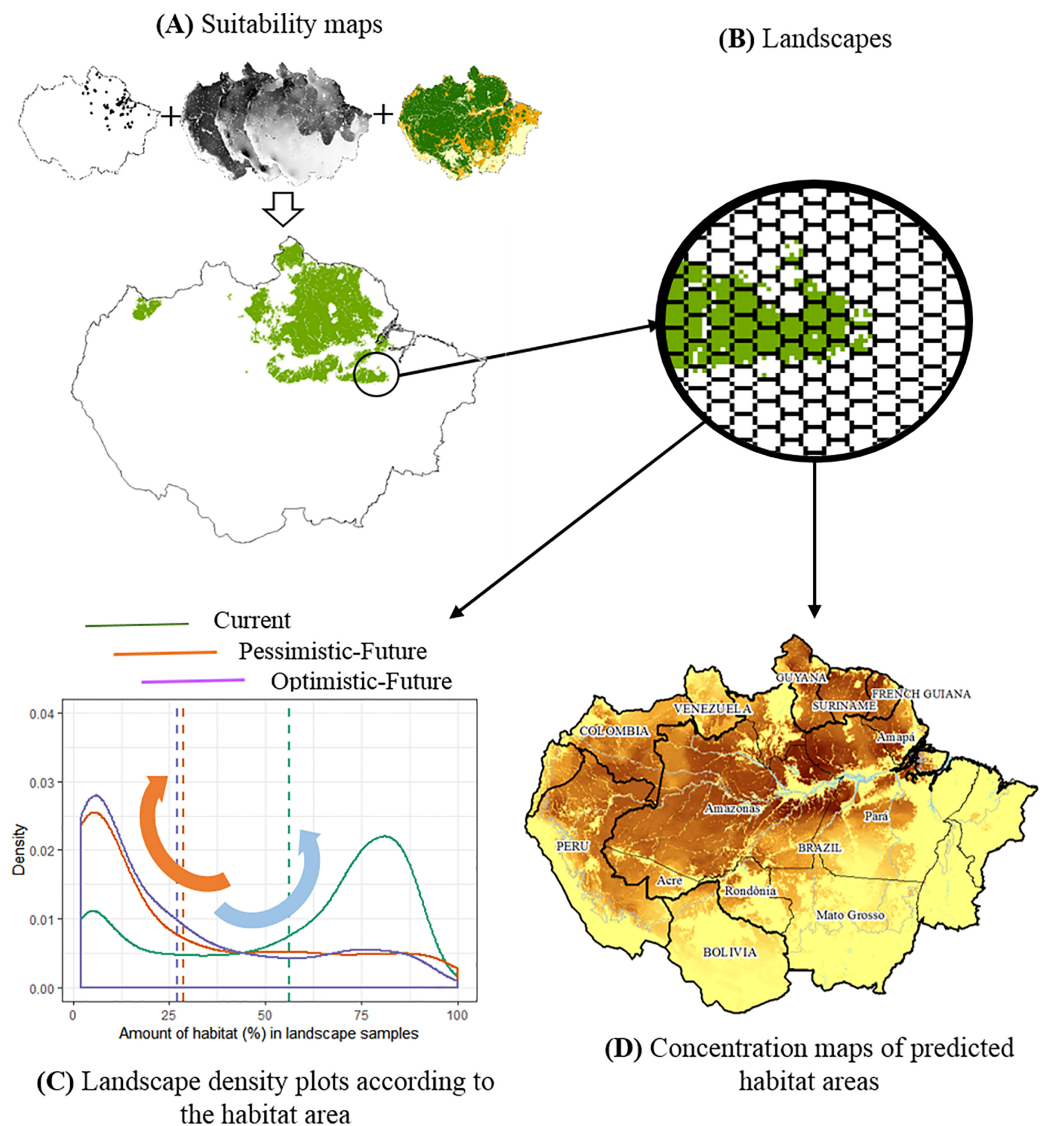 (A) Suitability maps
(B) Landscapes
+
+
Current
Pessimistic-Future
Optimistic-Future
0.04
0.03
0.02
0.01
0.00
Density
0
25
50
75
100
Amount of habitat (%) in landscape samples
(C) Landscape density plots according to
the habitat area
GUYANA
FRENCH GUIANA
SURINAME
VENEZUELA
COLOMBIA
Amapá
Amazonas
Pará
PERU
BRAZIL
Acre
Rondônia
Mato Grosso
BOLIVIA
(D) Concentration maps of predicted
habitat areas